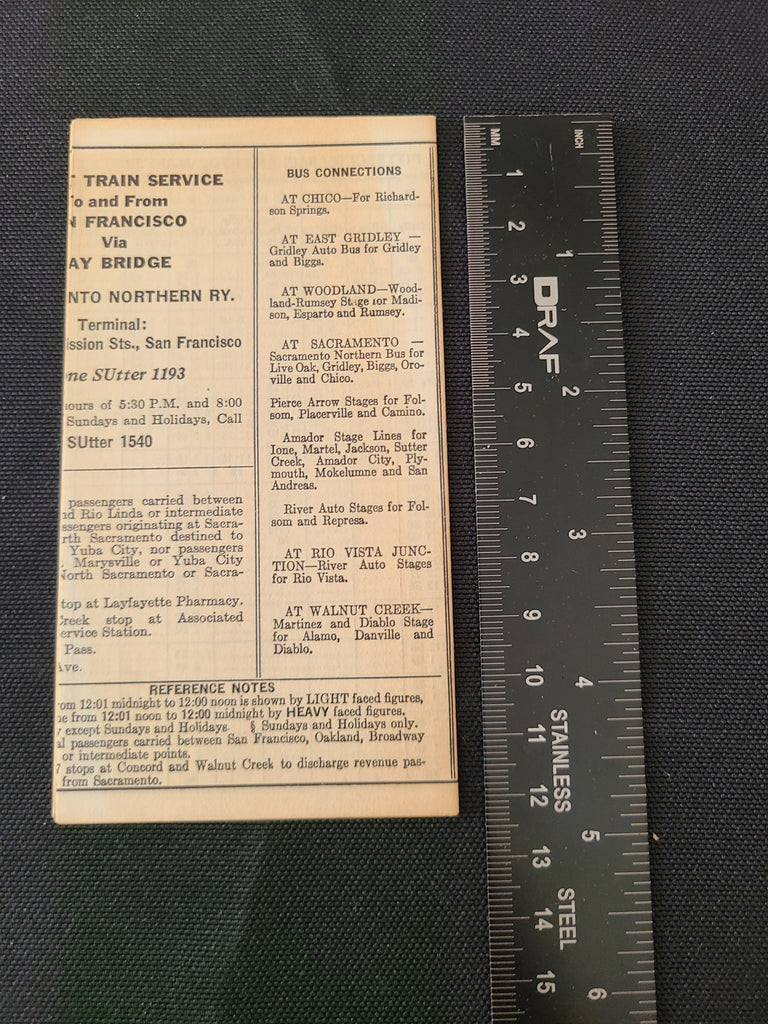 TRAIN SERVICE
To and From
N FRANCISCO
Via
AY BRIDGE
NTO NORTHERN RY.
Terminal:
ission Sts., San Francisco
ne SUtter 1193
ours of 5:30 P.M. and 8:00
Sundays and Holidays, Call
SUtter 1540
passengers carried between
nd Rio Linda or intermediate
ssengers originating at Sacra-
rth Sacramento destined to
Yuba City, nor passengers
Marysville or Yuba City
North Sacramento or Sacra-
top at Layfayette Pharmacy.
Creek stop at Associated
ervice Station.
Pass.
Ave.
BUS CONNECTIONS
AT CHICO—For Richard-
son Springs.
AT EAST GRIDLEY —
Gridley Auto Bus for Gridley
and Biggs.
AT WOODLAND—Wood-
land-Rumsey Stage for Madi-
son, Esparto and Rumsey.
AT SACRAMENTO —
Sacramento Northern Bus for
Live Oak, Gridley, Biggs, Oro-
ville and Chico.
Pierce Arrow Stages for Fol-
som, Placerville and Camino.
Amador Stage Lines for
Ione, Martel, Jackson, Sutter
Creek, Amador City, Ply-
mouth, Mokelumne and San
Andreas.
River Auto Stages for Fol-
som and Represa.
AT RIO VISTA JUNC-
TION—River Auto Stages
for Rio Vista.
AT WALNUT CREEK—
Martinez and Diablo Stage
for Alamo, Danville and
Diablo.
REFERENCE NOTES
om 12:01 midnight to 12:00 noon is shown by LIGHT faced figures,
ne from 12:01 noon to 12:00 midnight by HEAVY faced figures.
y except Sundays and Holidays. § Sundays and Holidays only.
al passengers carried between San Francisco, Oakland, Broadway
or intermediate points.
7 stops at Concord and Walnut Creek to discharge revenue pas-
from Sacramento.
MM
INCH
1 2 3 4 5 6 7 8 9 10 11 12 13 14 15
1 2 3 4 5 6
DRAF
STAINLESS STEEL